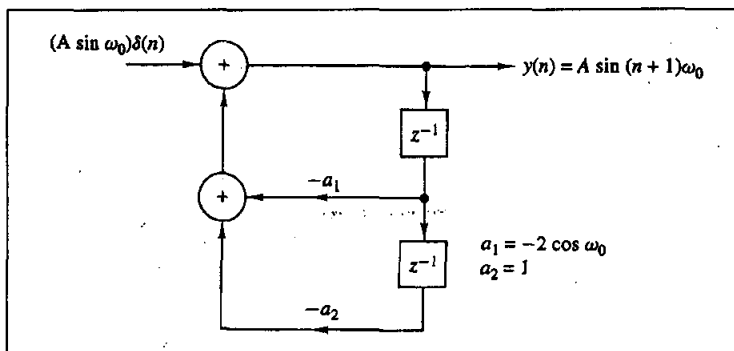 (A sin ω₀)δ(n)
+
y(n) = A sin (n + 1)ω₀
z⁻¹
+
−a₁
z⁻¹
a₁ = −2 cos ω₀
a₂ = 1
−a₂